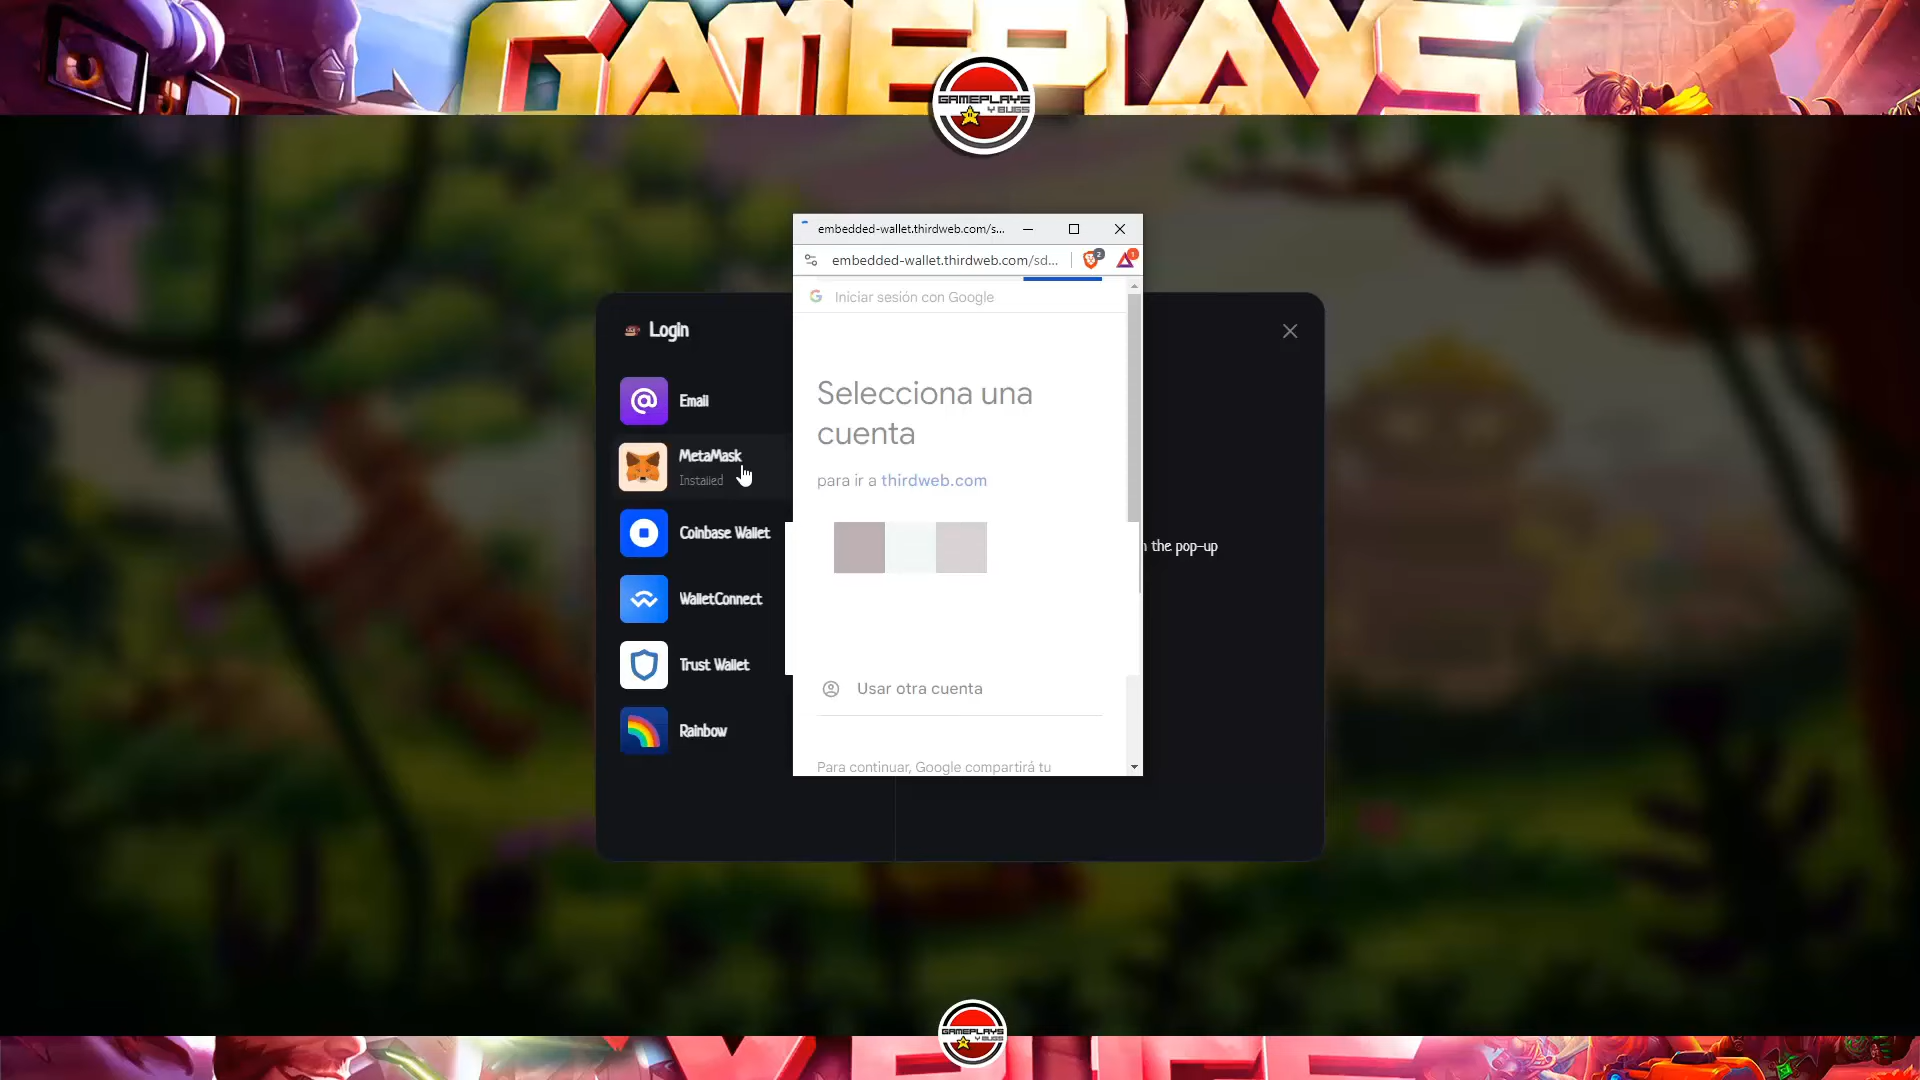 GAMEPLAYS
GAMEPLAYS
Y BUGS
embedded-wallet.thirdweb.com/s...
embedded-wallet.thirdweb.com/sd...
2
1
Iniciar sesión con Google
Login
Selecciona una
cuenta
para ir a thirdweb.com
Email
MetaMask
Installed
Coinbase Wallet
the pop-up
WalletConnect
Trust Wallet
Usar otra cuenta
Rainbow
Para continuar, Google compartirá tu
GAMEPLAYS
Y BUGS